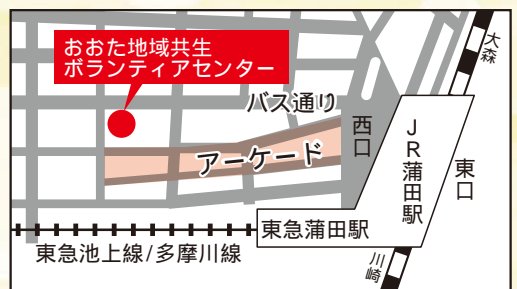 おおた地域共生
ボランティアセンター
バス通り
アーケード
西口
JR蒲田駅
東口
大森
東急蒲田駅
東急池上線/多摩川線
川崎